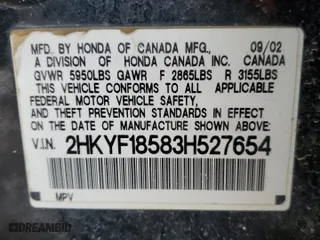 MFD. BY HONDA OF CANADA MFG., 09/02
A DIVISION OF HONDA CANADA INC. CANADA
GVWR 5950LBS GAWR F 2865LBS R 3155LBS
THIS VEHICLE CONFORMS TO ALL APPLICABLE
FEDERAL MOTOR VEHICLE SAFETY
AND THEFT PREVENTION STANDARDS IN
EFFECT ON THE DATE OF MANUFACTURE SHOWN ABOVE.
V.I.N. 2HKYF18583H527654
MPV
DREAMBID